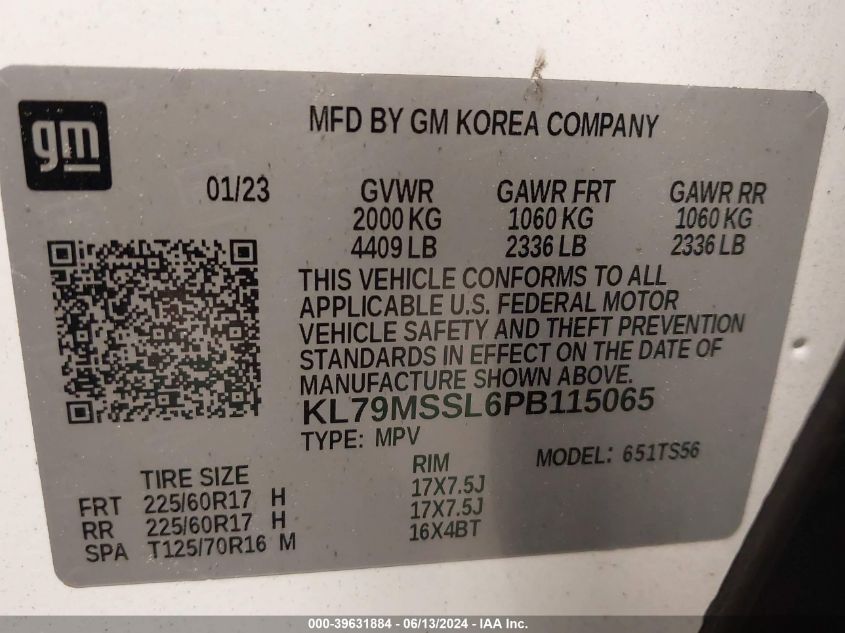 gm
MFD BY GM KOREA COMPANY
01/23 GVWR GAWR FRT GAWR RR
2000 KG 1060 KG 1060 KG
4409 LB 2336 LB 2336 LB
THIS VEHICLE CONFORMS TO ALL
APPLICABLE U.S. FEDERAL MOTOR
VEHICLE SAFETY AND THEFT PREVENTION
STANDARDS IN EFFECT ON THE DATE OF
MANUFACTURE SHOWN ABOVE.
KL79MSSL6PB115065
TYPE: MPV MODEL: 651TS56
TIRE SIZE RIM
FRT 225/60R17 H 17X7.5J
RR 225/60R17 H 17X7.5J
SPA T125/70R16 M 16X4BT
000-39631884 - 06/13/2024 - IAA Inc.